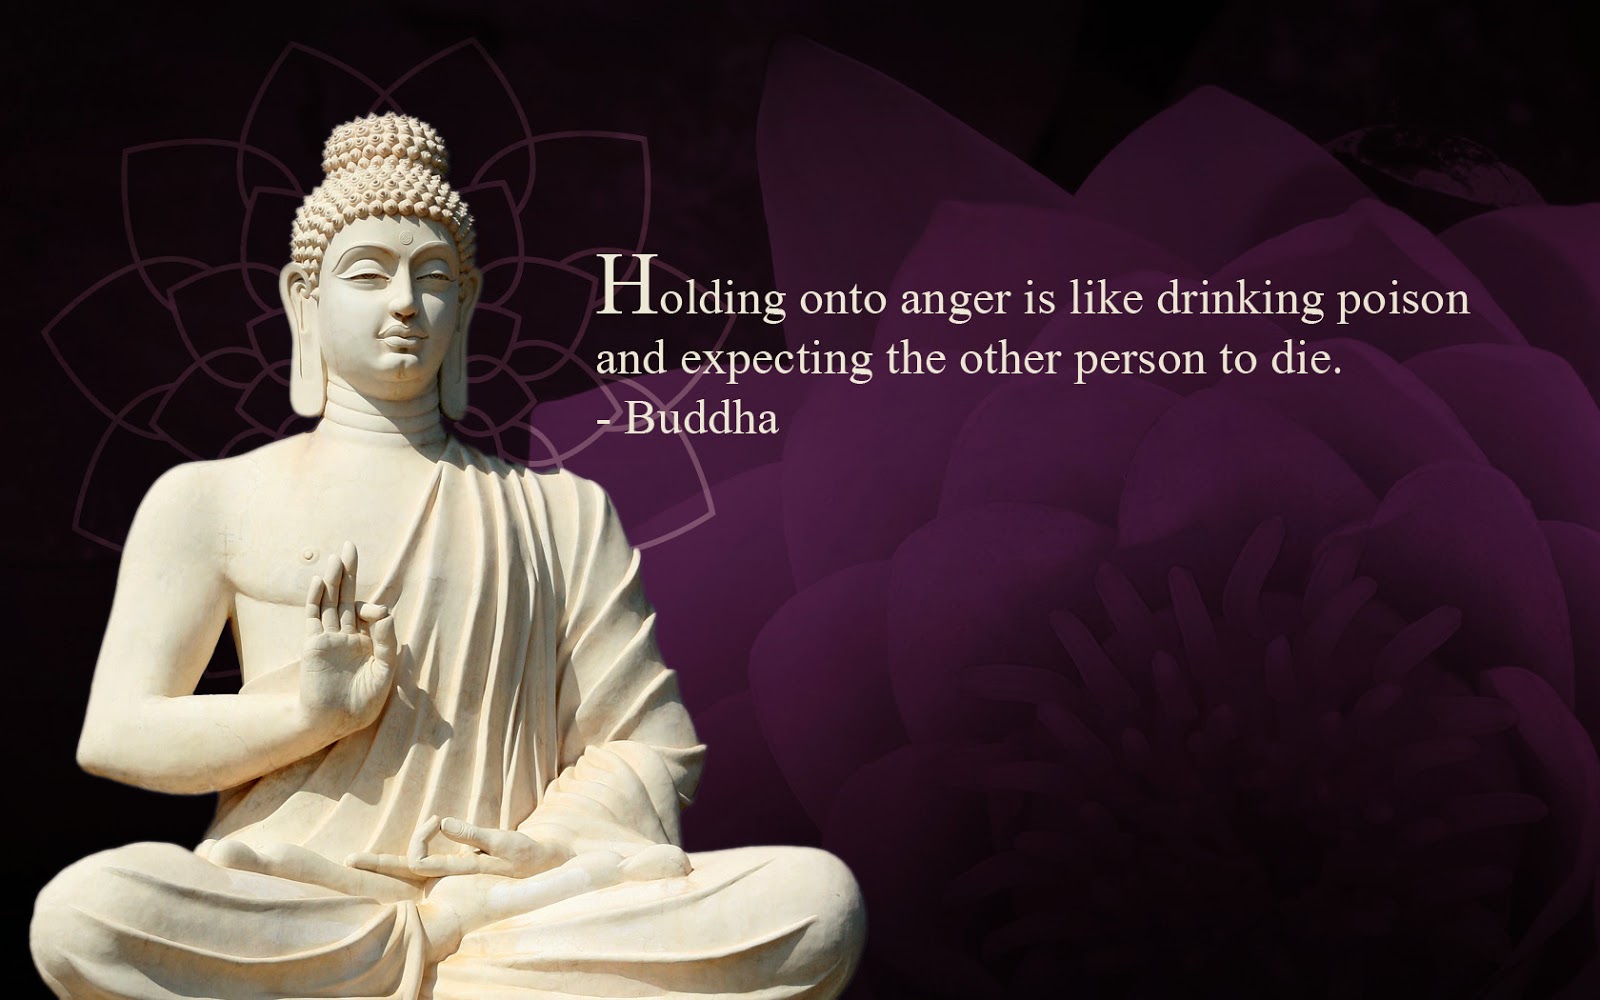 Holding onto anger is like drinking poison
and expecting the other person to die.
- Buddha